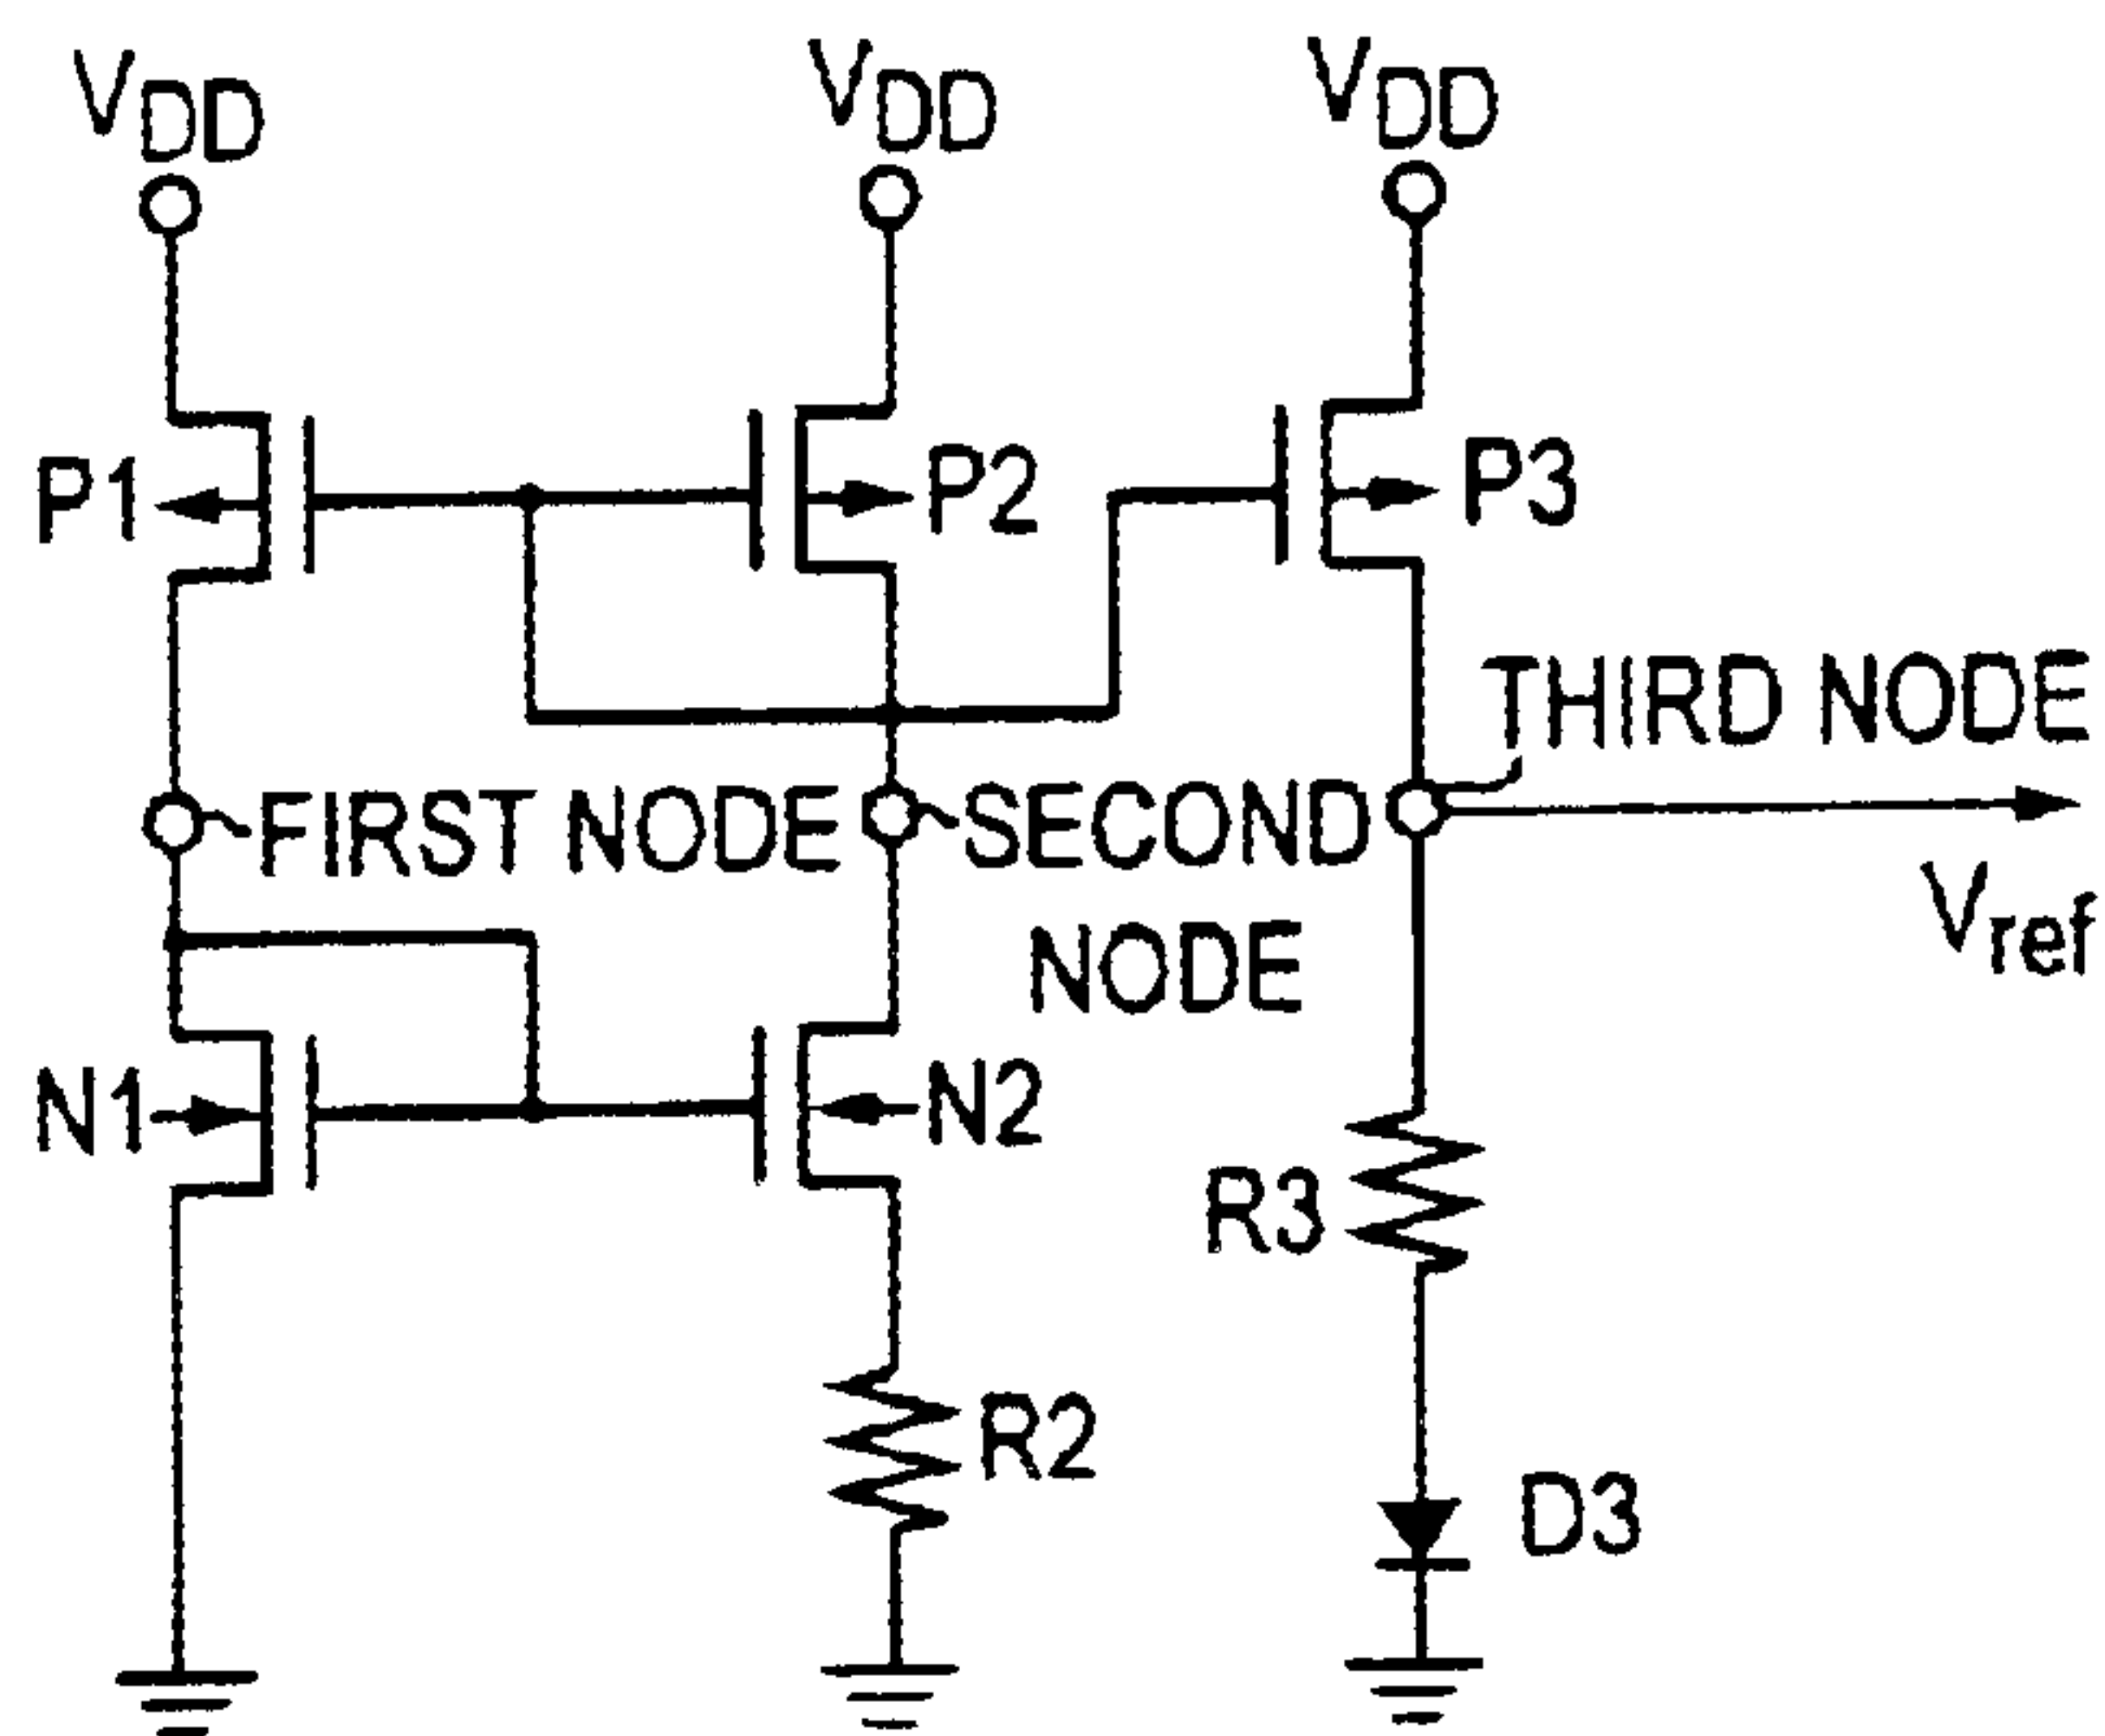 VDD
VDD
VDD
P1
P2
P3
THIRD NODE
FIRST NODE
SECOND
NODE
Vref
N1
N2
R3
R2
D3